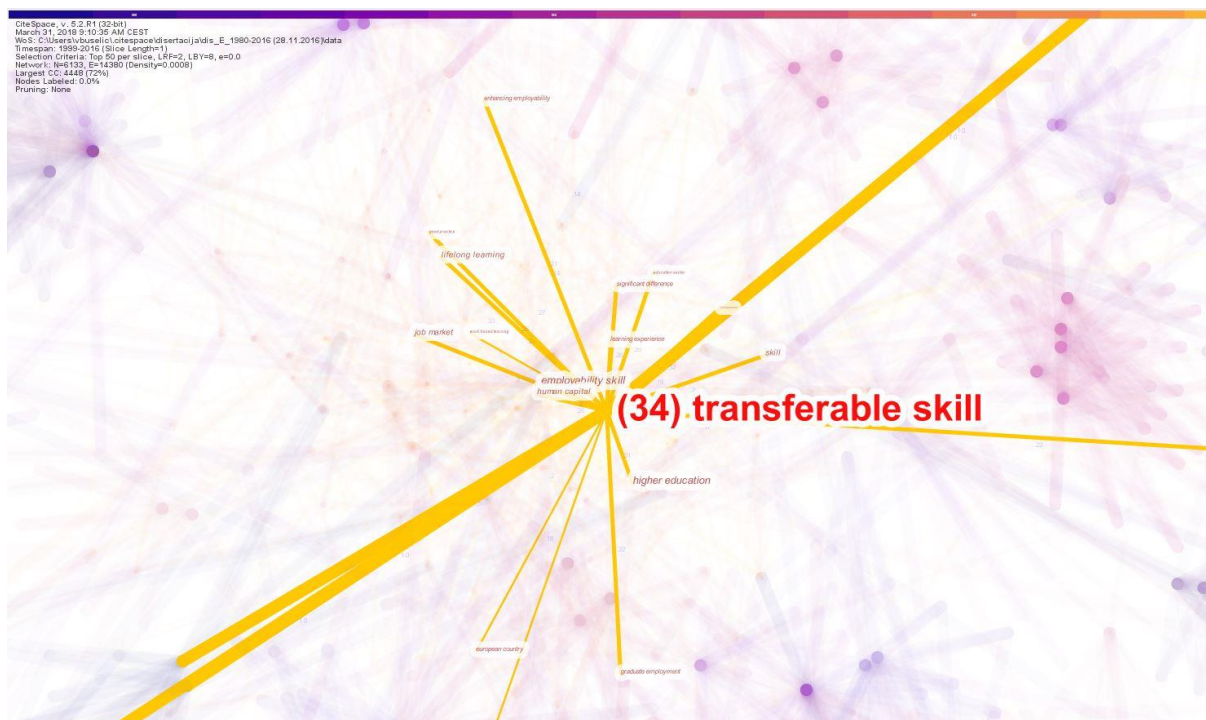 CiteSpace, v. 5.2.R1 (32-bit)
March 31, 2018 9:10:35 AM CEST
WoS: C:\Users\vbuselic\.citespace\disertacija\dis_E_1980-2016 (28.11.2016)\data
Timespan: 1999-2016 (Slice Length=1)
Selection Criteria: Top 50 per slice, LRF=2, LBY=8, e=0.0
Network: N=6133, E=14380 (Density=0.0008)
Largest CC: 4448 (72%)
Nodes Labeled: 0.0%
Pruning: None
enhancing employability
lifelong learning
significant difference
job market
learning experience
skill
employability skill
human capital
(34) transferable skill
higher education
european country
graduate employment